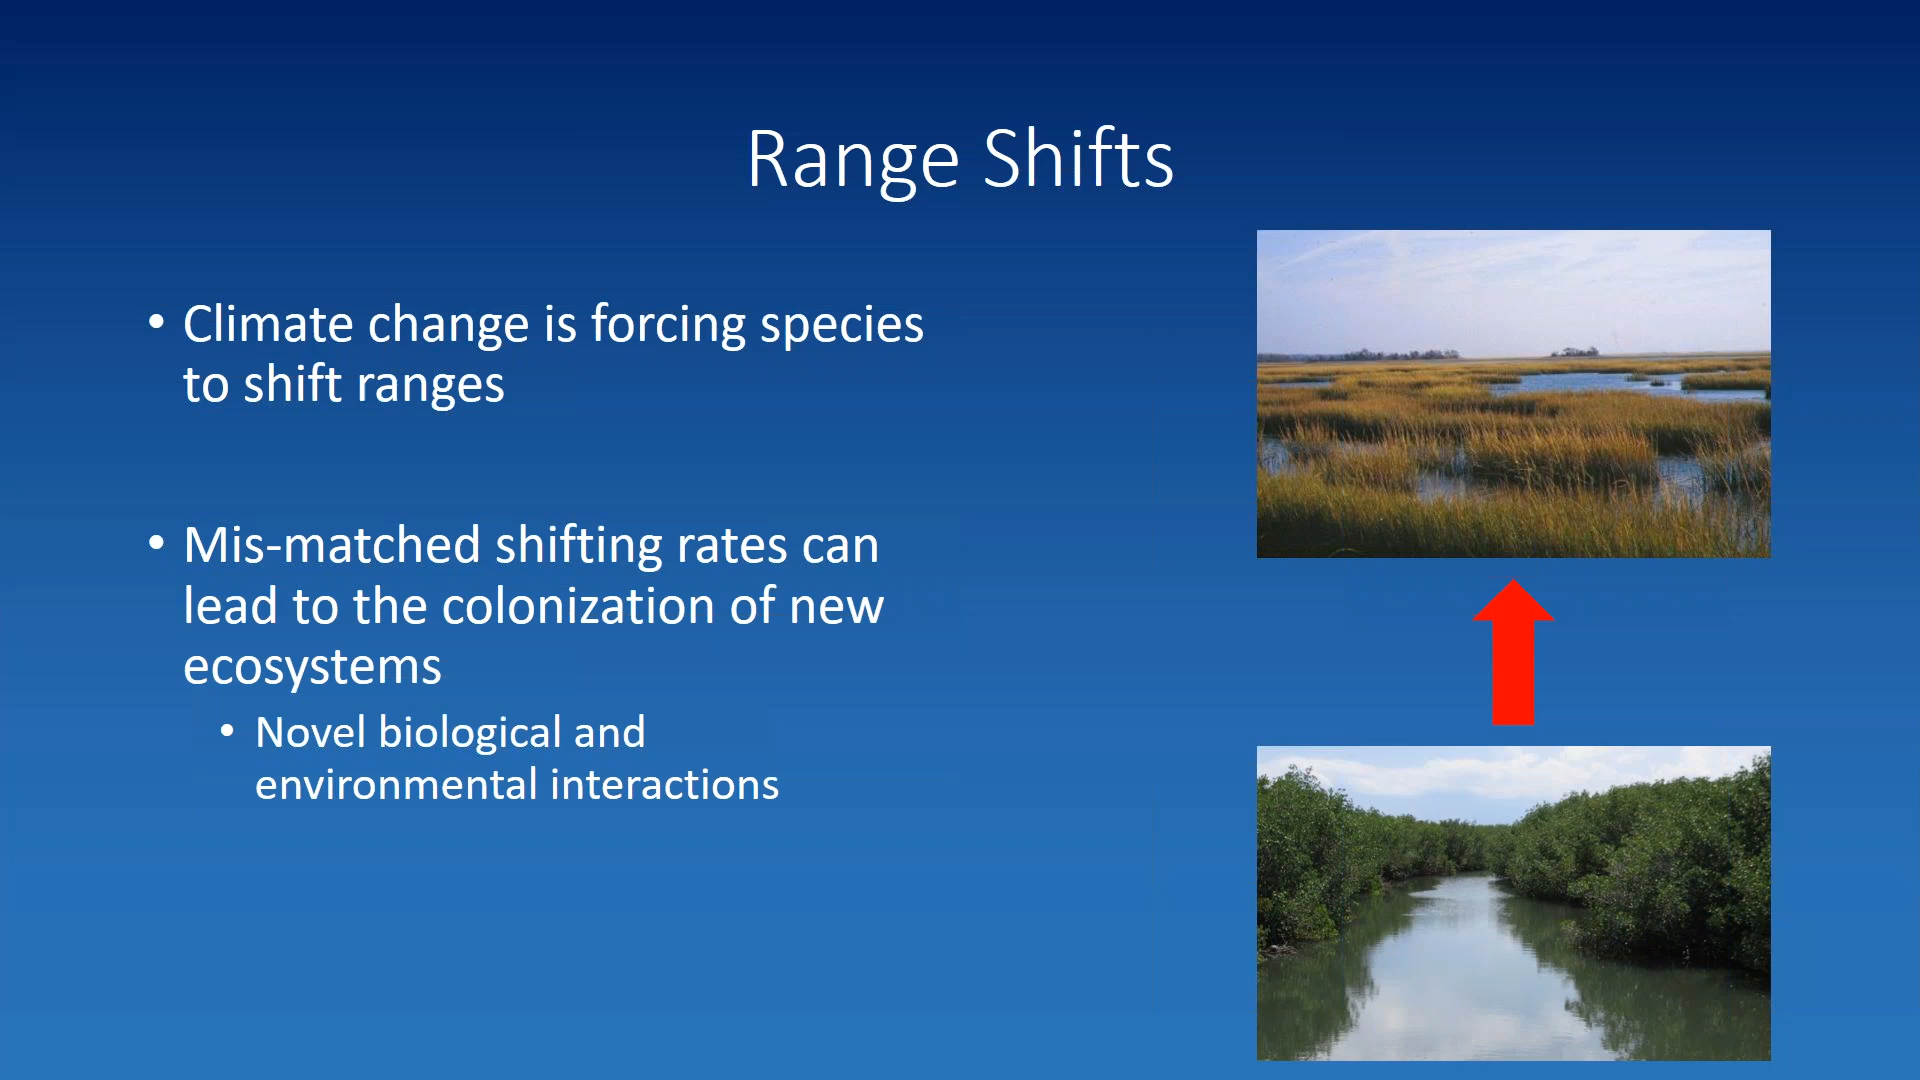 Range Shifts
• Climate change is forcing species
to shift ranges
• Mis-matched shifting rates can
lead to the colonization of new
ecosystems
• Novel biological and
environmental interactions